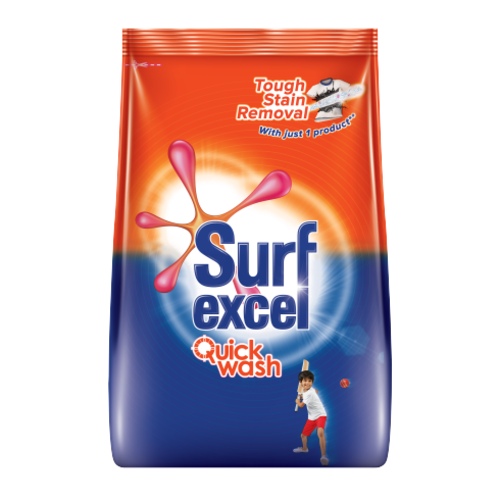 Tough
Stain
Removal
With just 1 product**
Surf
excel
Quick
wash